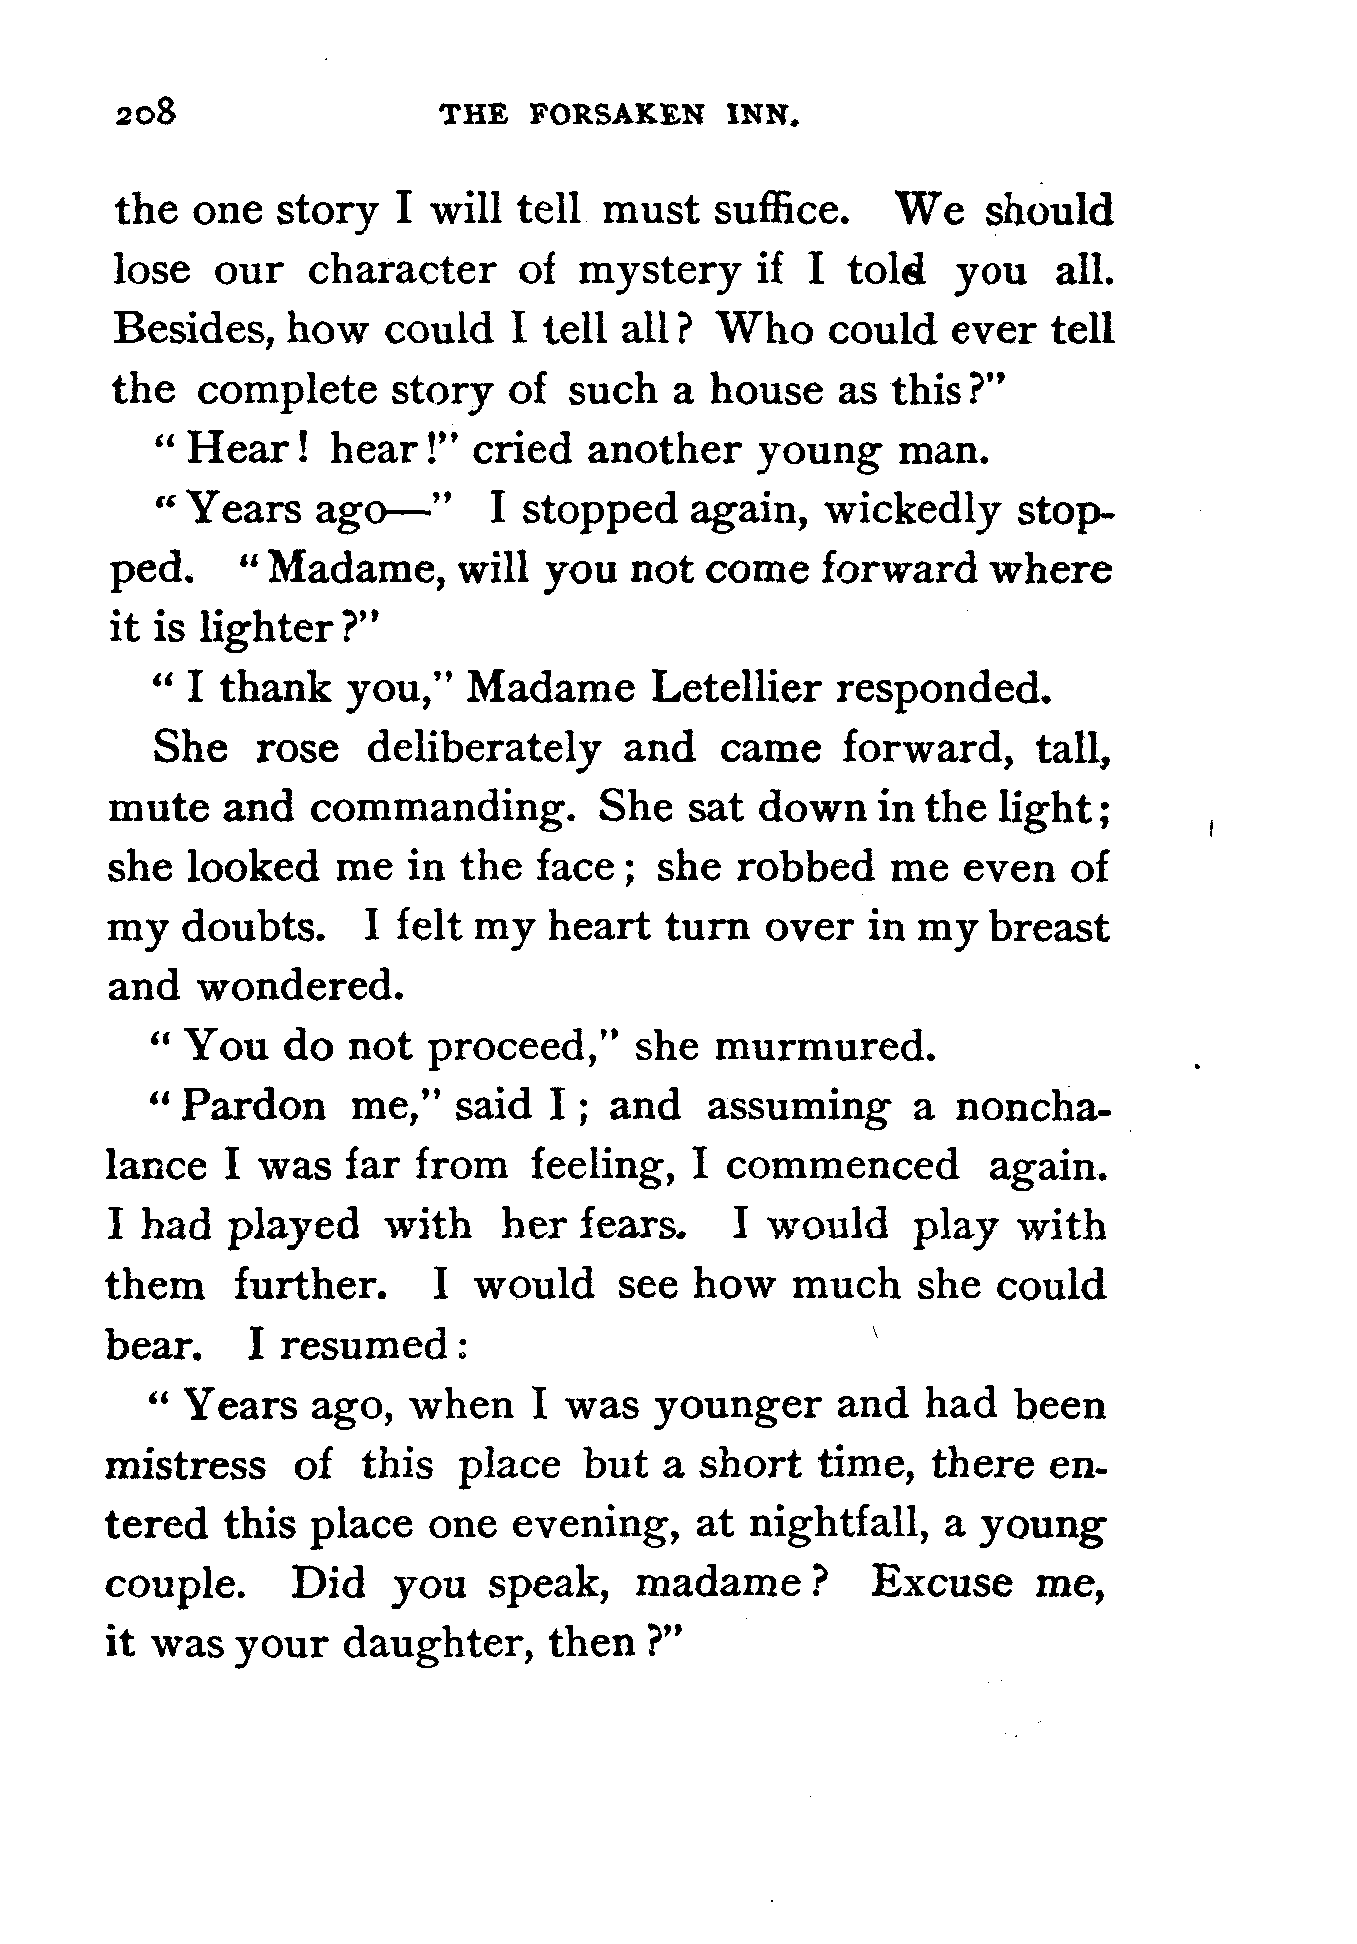 208 THE FORSAKEN INN.
the one story I will tell must suffice. We should
lose our character of mystery if I told you all.
Besides, how could I tell all? Who could ever tell
the complete story of such a house as this?"
"Hear! hear!" cried another young man.
"Years ago—" I stopped again, wickedly stop-
ped. "Madame, will you not come forward where
it is lighter?"
"I thank you," Madame Letellier responded.
She rose deliberately and came forward, tall,
mute and commanding. She sat down in the light;
she looked me in the face; she robbed me even of
my doubts. I felt my heart turn over in my breast
and wondered.
"You do not proceed," she murmured.
"Pardon me," said I; and assuming a noncha-
lance I was far from feeling, I commenced again.
I had played with her fears. I would play with
them further. I would see how much she could
bear. I resumed:
"Years ago, when I was younger and had been
mistress of this place but a short time, there en-
tered this place one evening, at nightfall, a young
couple. Did you speak, madame? Excuse me,
it was your daughter, then?"